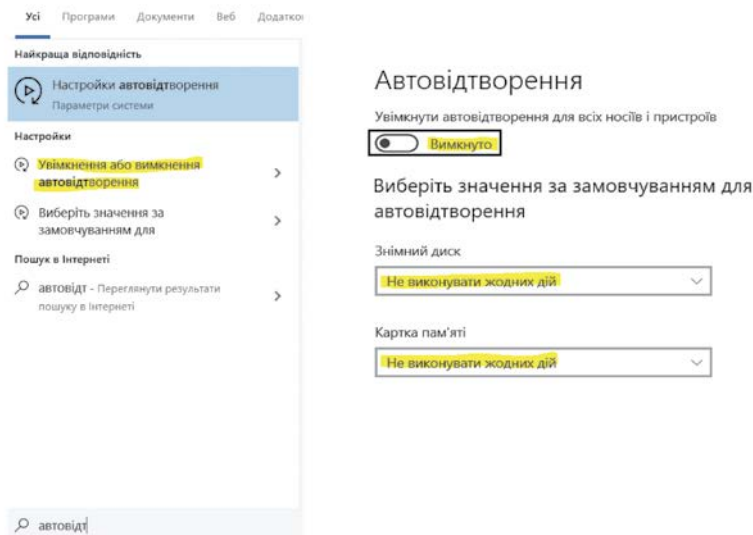 Усі Програми Документи Веб Додатко
Найкраща відповідність
Настройки автовідтворення
Параметри системи
Настройки
Увімкнення або вимкнення
автовідтворення
Виберіть значення за
замовчуванням для
Пошук в Інтернеті
автовідт - Переглянути результати
пошуку в Інтернеті
автовідт
Автовідтворення
Увімкнути автовідтворення для всіх носіїв і пристроїв
Вимкнуто
Виберіть значення за замовчуванням для
автовідтворення
Знімний диск
Не виконувати жодних дій
Картка пам'яті
Не виконувати жодних дій